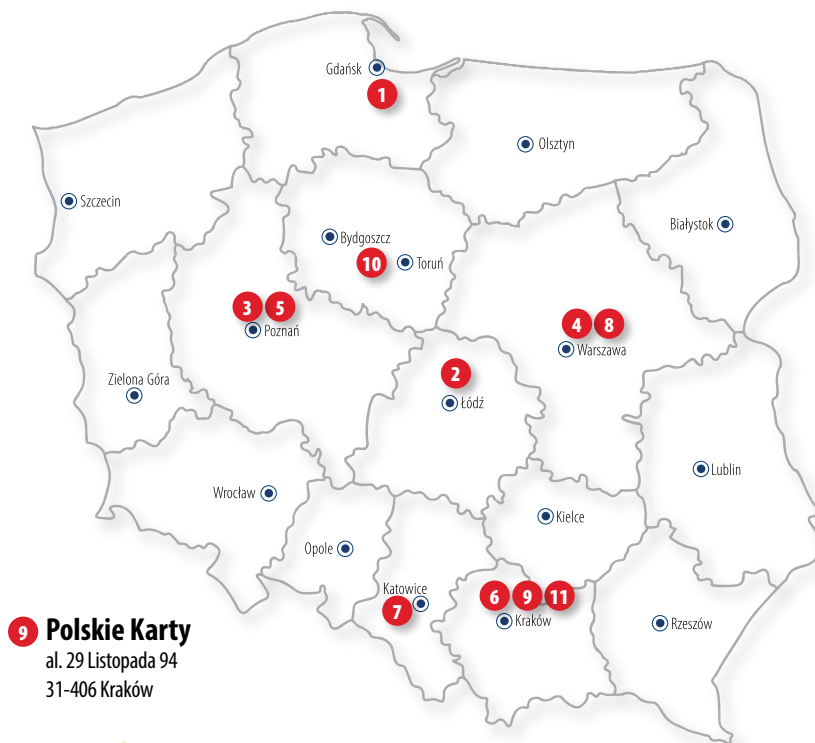 Gdańsk
1
Olsztyn
Szczecin
Białystok
Bydgoszcz
10
Toruń
3 5
Poznań
4 8
Warszawa
2
Łódź
Zielona Góra
Lublin
Wrocław
Kielce
Opole
Katowice
7
6 9 11
Kraków
Rzeszów
9 Polskie Karty
al. 29 Listopada 94
31-406 Kraków